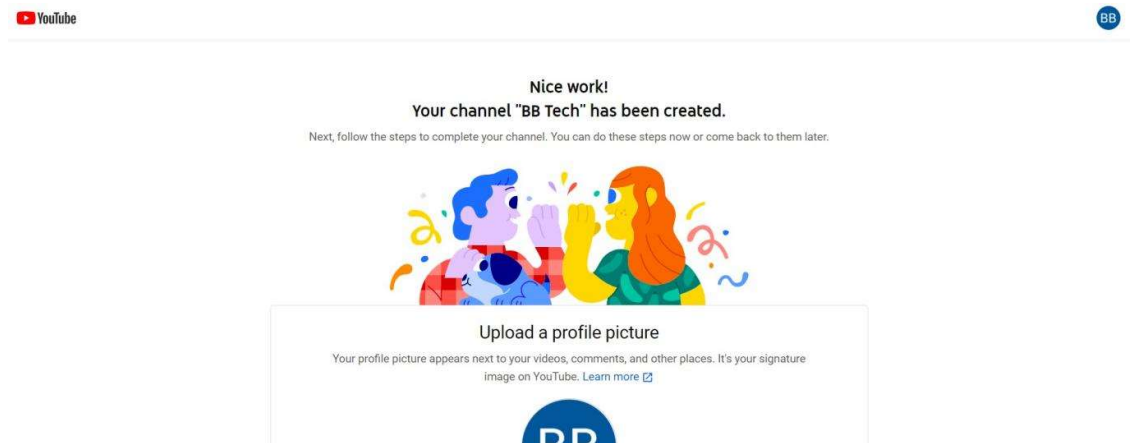 YouTube
BB
Nice work!
Your channel "BB Tech" has been created.
Next, follow the steps to complete your channel. You can do these steps now or come back to them later.
Upload a profile picture
Your profile picture appears next to your videos, comments, and other places. It's your signature
image on YouTube. Learn more
BB